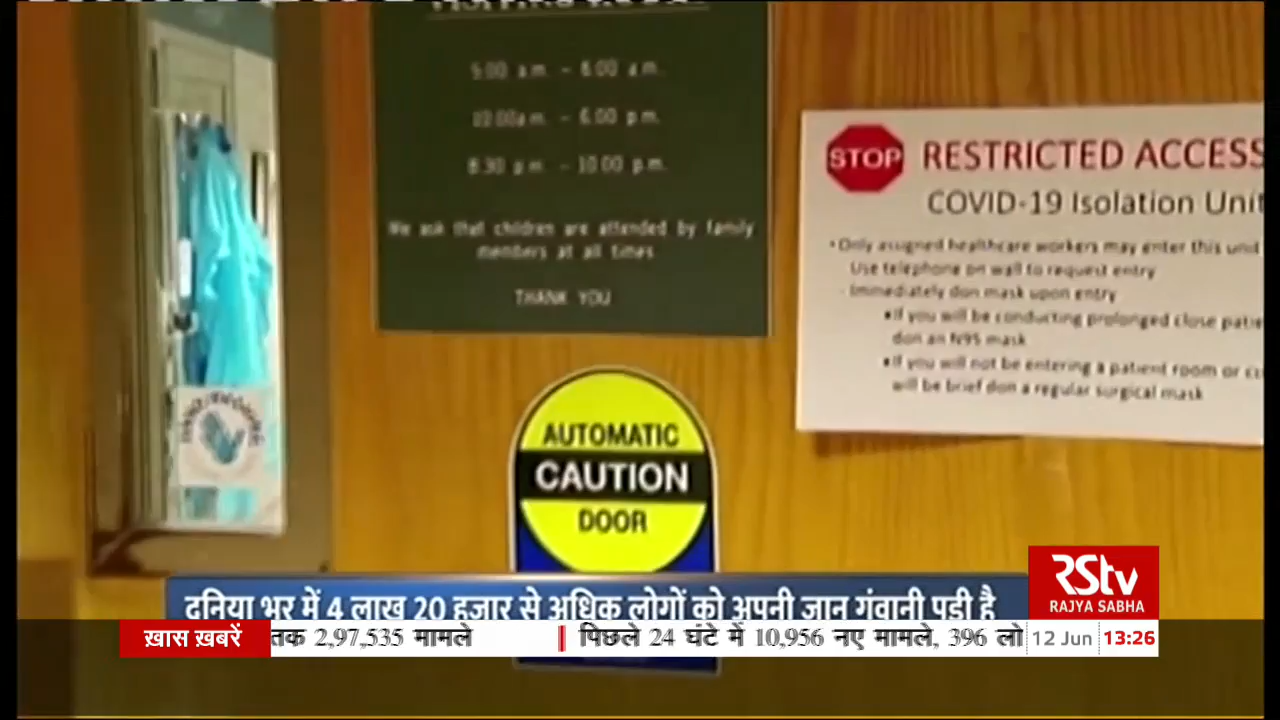 5:00 a.m. - 6:00 a.m.
10:00a.m. - 6:00 p.m.
8:30 p.m. - 10:00 p.m.
We ask that children are attended by family
members at all times
THANK YOU
STOP
RESTRICTED ACCESS
COVID-19 Isolation Unit
•Only assigned healthcare workers may enter this unit
Use telephone on wall to request entry
- Immediately don mask upon entry
•If you will be conducting prolonged close patie
don an N95 mask
•If you will not be entering a patient room or co
will be brief don a regular surgical mask
AUTOMATIC
CAUTION
DOOR
दुनिया भर में 4 लाख 20 हजार से अधिक लोगों को अपनी जान गंवानी पड़ी है
RStv
RAJYA SABHA
ख़ास ख़बरें
तक 2,97,535 मामले | पिछले 24 घंटे में 10,956 नए मामले, 396 लो
12 Jun 13:26